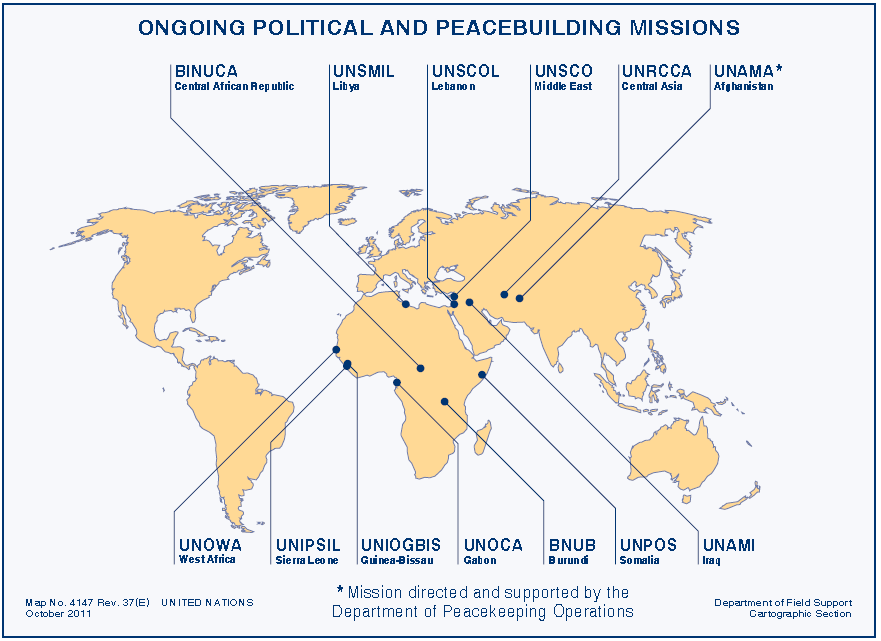 ONGOING POLITICAL AND PEACEBUILDING MISSIONS
BINUCA
Central African Republic
UNSMIL
Libya
UNSCOL
Lebanon
UNSCO
Middle East
UNRCCA
Central Asia
UNAMA*
Afghanistan
UNOWA
West Africa
UNIPSIL
Sierra Leone
UNIOGBIS
Guinea-Bissau
UNOCA
Gabon
BNUB
Burundi
UNPOS
Somalia
UNAMI
Iraq
* Mission directed and supported by the
Department of Peacekeeping Operations
Map No. 4147 Rev. 37(E) UNITED NATIONS
October 2011
Department of Field Support
Cartographic Section